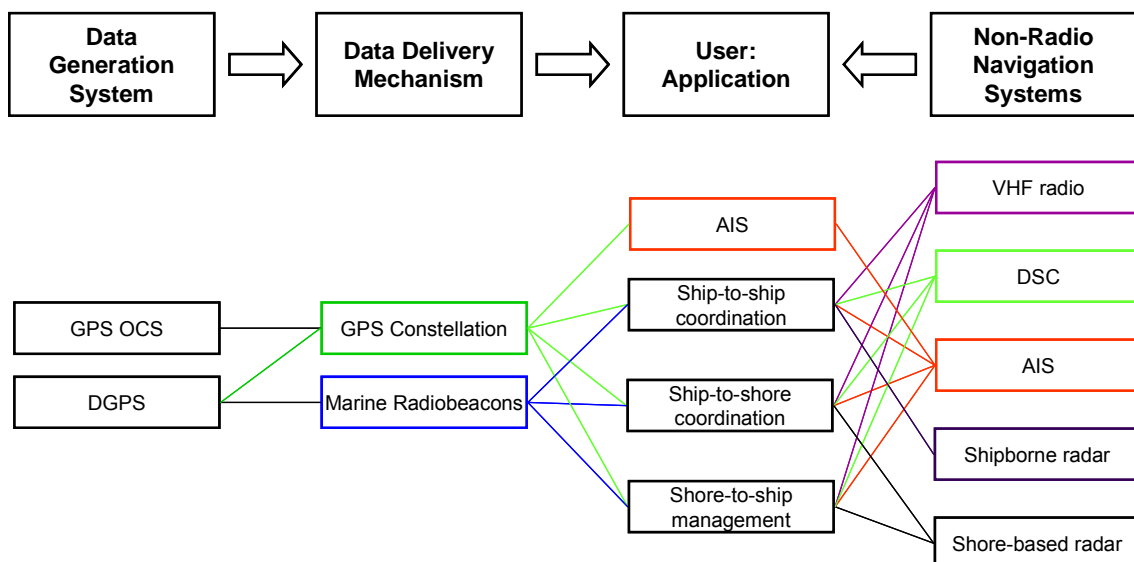 Data
Generation
System
Data Delivery
Mechanism
User:
Application
Non-Radio
Navigation
Systems
GPS OCS
DGPS
GPS Constellation
Marine Radiobeacons
AIS
Ship-to-ship
coordination
Ship-to-shore
coordination
Shore-to-ship
management
VHF radio
DSC
AIS
Shipborne radar
Shore-based radar